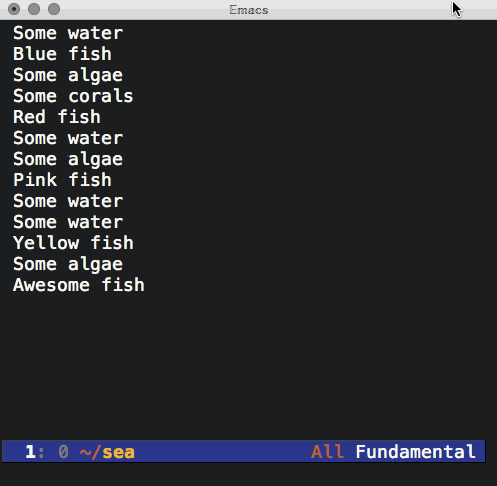 Emacs
Some water
Blue fish
Some algae
Some corals
Red fish
Some water
Some algae
Pink fish
Some water
Some water
Yellow fish
Some algae
Awesome fish
1: 0 ~/sea All Fundamental